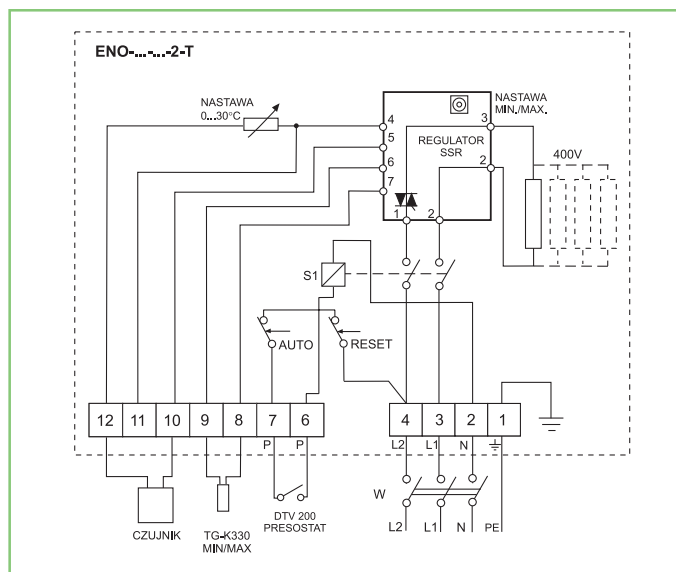 ENO-...-...-2-T
NASTAWA
0...30°C
NASTAWA
MIN./MAX.
4
5
6
7
3
2
REGULATOR
SSR
400V
1
2
S1
AUTO
RESET
12
11
10
9
8
7
6
4
3
2
1
P
P
L2
L1
N
W
CZUJNIK
TG-K330
MIN/MAX
DTV 200
PRESOSTAT
L2
L1
N
PE